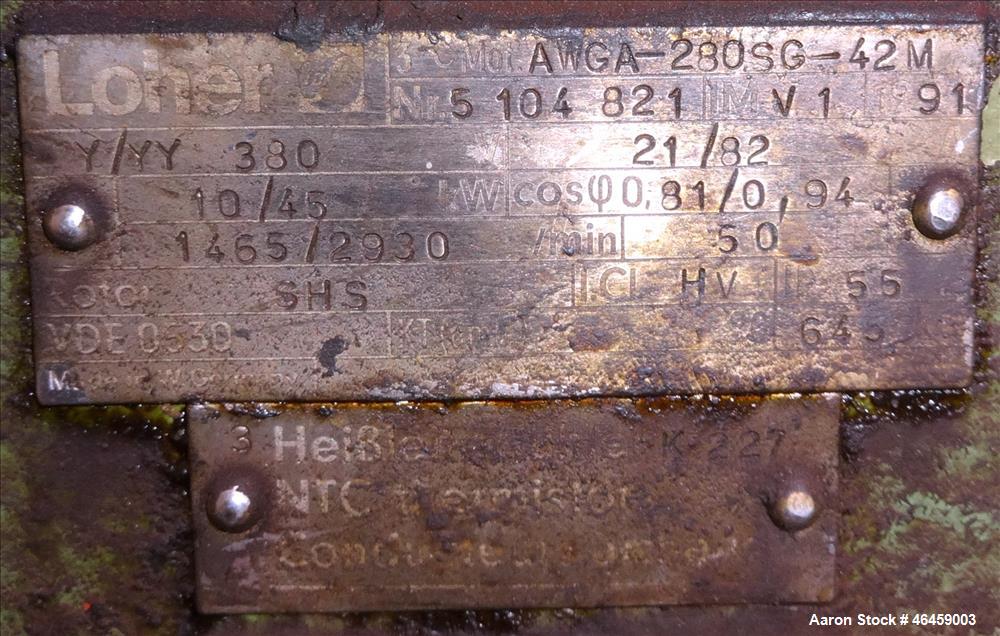 Loher 3~ Mot. AWGA-280SG-42M
Nr. 5 104 821 IM V 1 91
Y/YY 380 21/82
10/45 kW cosφ 0,81/0,94
1465/2930 /min 50
Rotor SHS I.Cl HV IP 55
VDE 0530 645
3 Heißleiter K 227
NTC thermistor
Aaron Stock # 46459003